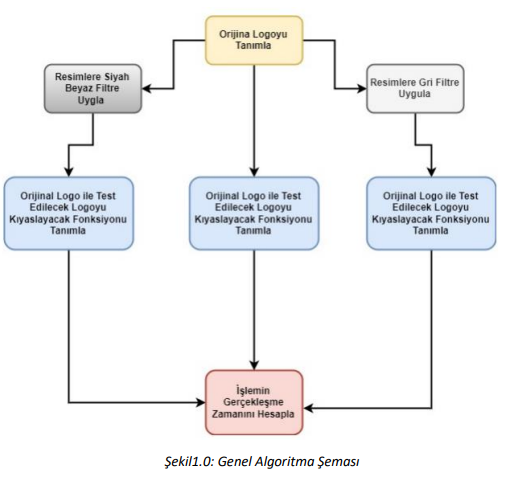 Orijina Logoyu
Tanımla
Resimlere Siyah
Beyaz Filtre
Uygla
Resimlere Gri Filtre
Uygula
Orijinal Logo ile Test
Edilecek Logoyu
Kıyaslayacak Fonksiyonu
Tanımla
Orijinal Logo ile Test
Edilecek Logoyu
Kıyaslayacak Fonksiyonu
Tanımla
Orijinal Logo ile Test
Edilecek Logoyu
Kıyaslayacak Fonksiyonu
Tanımla
İşlemin
Gerçekleşme
Zamanını Hesapla
Şekil1.0: Genel Algoritma Şeması